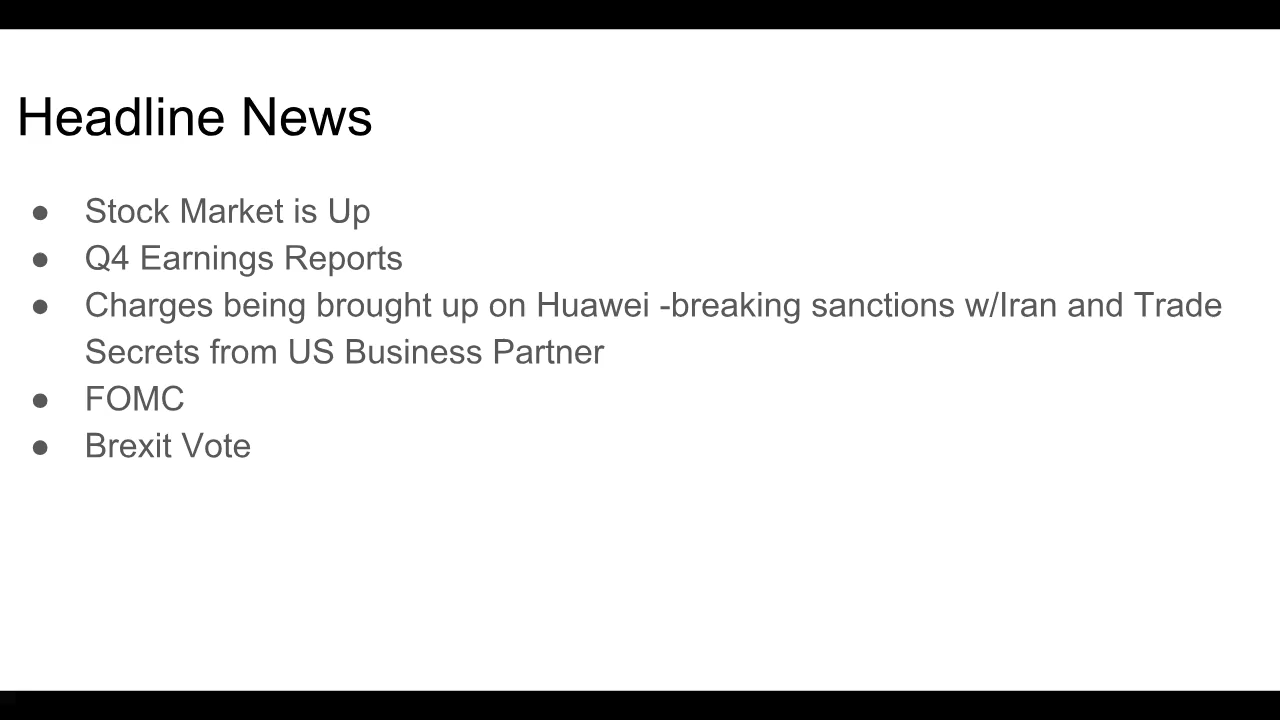 Headline News
● Stock Market is Up
● Q4 Earnings Reports
● Charges being brought up on Huawei -breaking sanctions w/Iran and Trade
Secrets from US Business Partner
● FOMC
● Brexit Vote